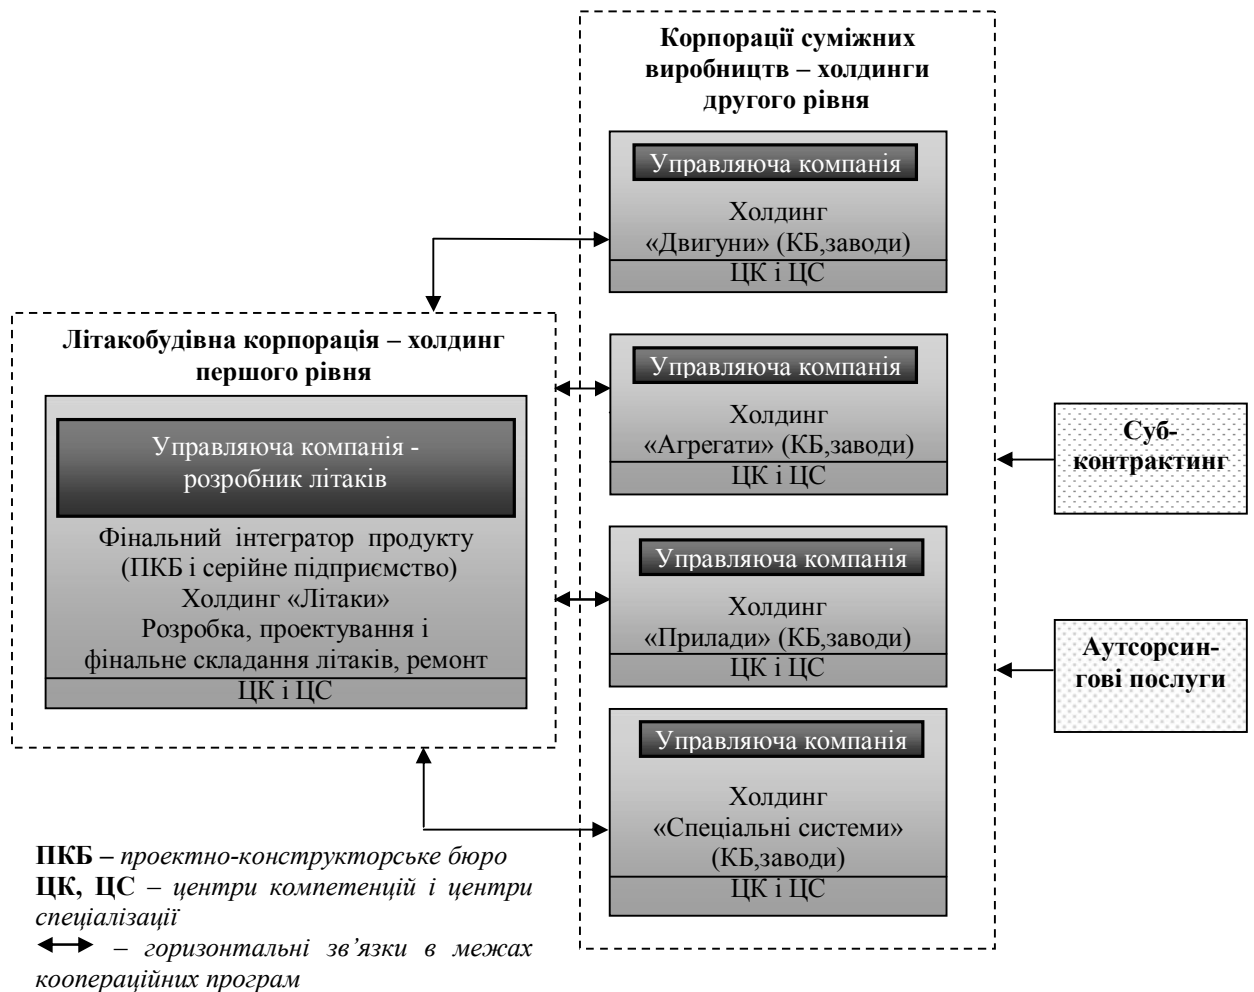 Корпорації суміжних
виробництв – холдинги
другого рівня
Управляюча компанія
Холдинг
«Двигуни» (КБ,заводи)
ЦК і ЦС
Літакобудівна корпорація – холдинг
першого рівня
Управляюча компанія -
розробник літаків
Фінальний інтегратор продукту
(ПКБ і серійне підприємство)
Холдинг «Літаки»
Розробка, проектування і
фінальне складання літаків, ремонт
ЦК і ЦС
Управляюча компанія
Холдинг
«Агрегати» (КБ,заводи)
ЦК і ЦС
Управляюча компанія
Холдинг
«Прилади» (КБ,заводи)
ЦК і ЦС
Управляюча компанія
Холдинг
«Спеціальні системи»
(КБ,заводи)
ЦК і ЦС
Суб-
контрактинг
Аутсорсин-
гові послуги
ПКБ – проектно-конструкторське бюро
ЦК, ЦС – центри компетенцій і центри
спеціалізації
– горизонтальні зв’язки в межах
коопераційних програм